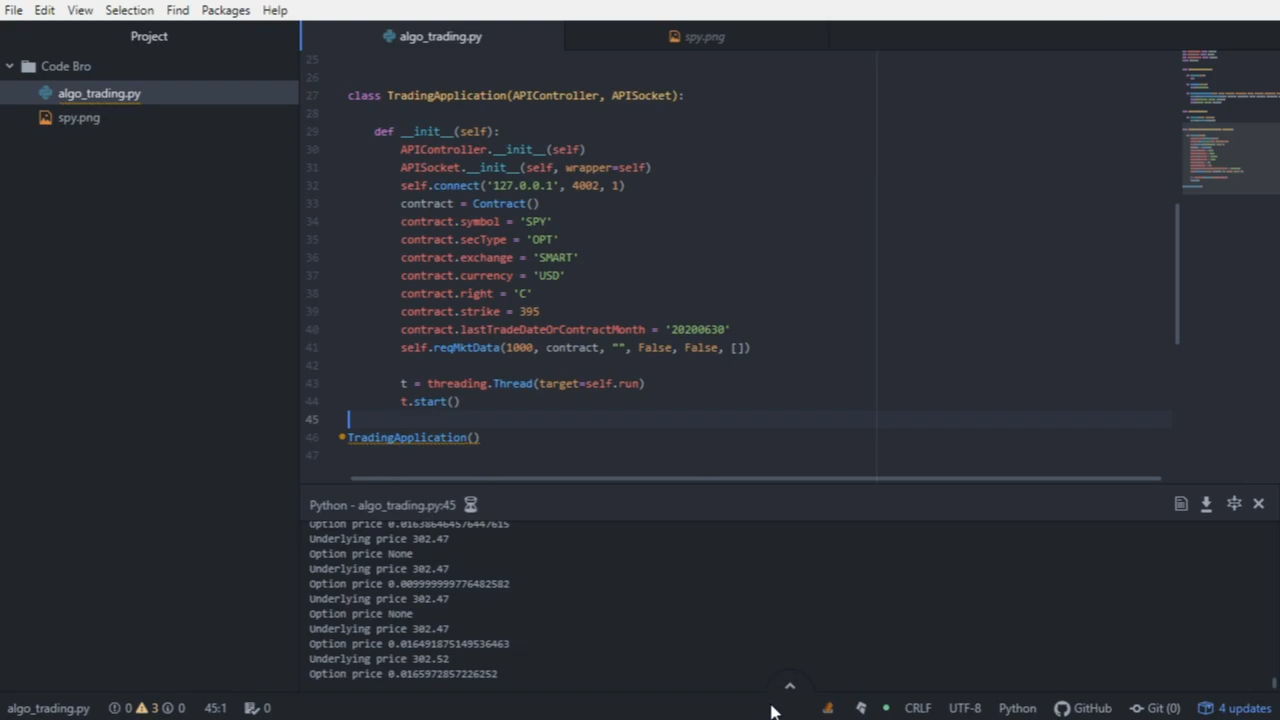 File Edit View Selection Find Packages Help
Project
algo_trading.py
spy.png
Code Bro
algo_trading.py
spy.png
25
26
27 class TradingApplication(APIController, APISocket):
28
29 def __init__(self):
30 APIController.__init__(self)
31 APISocket.__init__(self, wrapper=self)
32 self.connect('127.0.0.1', 4002, 1)
33 contract = Contract()
34 contract.symbol = 'SPY'
35 contract.secType = 'OPT'
36 contract.exchange = 'SMART'
37 contract.currency = 'USD'
38 contract.right = 'C'
39 contract.strike = 395
40 contract.lastTradeDateOrContractMonth = '20200630'
41 self.reqMktData(1000, contract, "", False, False, [])
42
43 t = threading.Thread(target=self.run)
44 t.start()
45
46 TradingApplication()
47
Python - algo_trading.py:45
Option price 0.016386464576447615
Underlying price 302.47
Option price None
Underlying price 302.47
Option price 0.009999999776482582
Underlying price 302.47
Option price None
Underlying price 302.47
Option price 0.016491875149536463
Underlying price 302.52
Option price 0.0165972857226252
algo_trading.py 0 3 0 45:1 0 CRLF UTF-8 Python GitHub Git (0) 4 updates